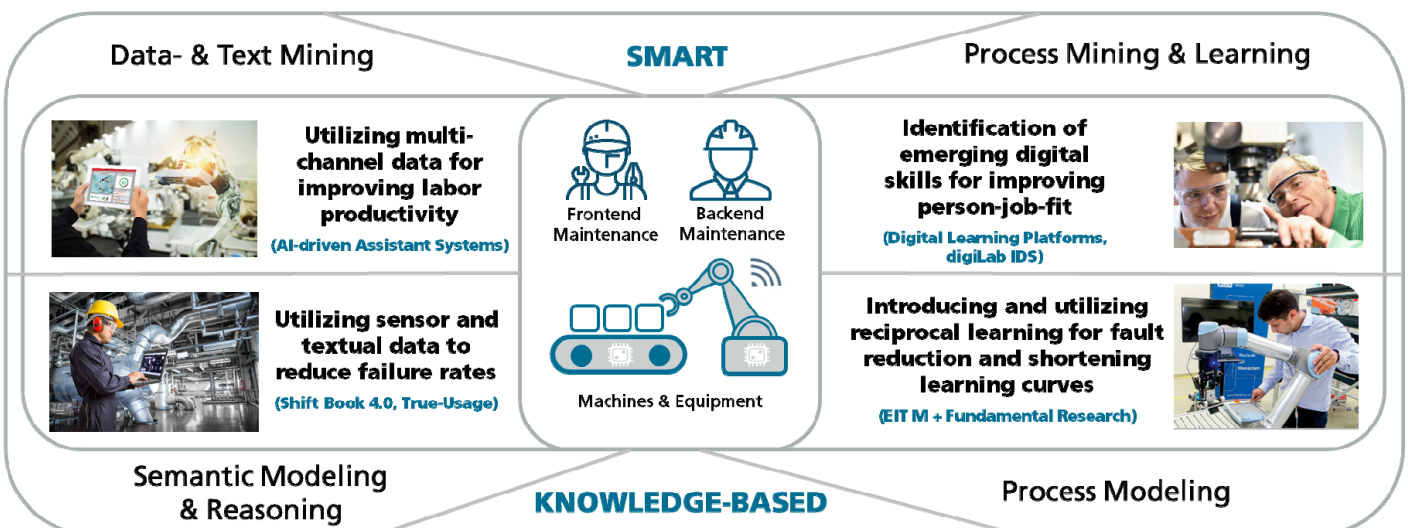 Data- & Text Mining
SMART
Process Mining & Learning
Utilizing multi-
channel data for
improving labor
productivity
(AI-driven Assistant Systems)
Frontend
Maintenance
Backend
Maintenance
Identification of
emerging digital
skills for improving
person-job-fit
(Digital Learning Platforms,
digiLab IDS)
Utilizing sensor and
textual data to
reduce failure rates
(Shift Book 4.0, True-Usage)
Machines & Equipment
Introducing and utilizing
reciprocal learning for fault
reduction and shortening
learning curves
(EIT M + Fundamental Research)
Technik
für
Menschen
Semantic Modeling
& Reasoning
KNOWLEDGE-BASED
Process Modeling